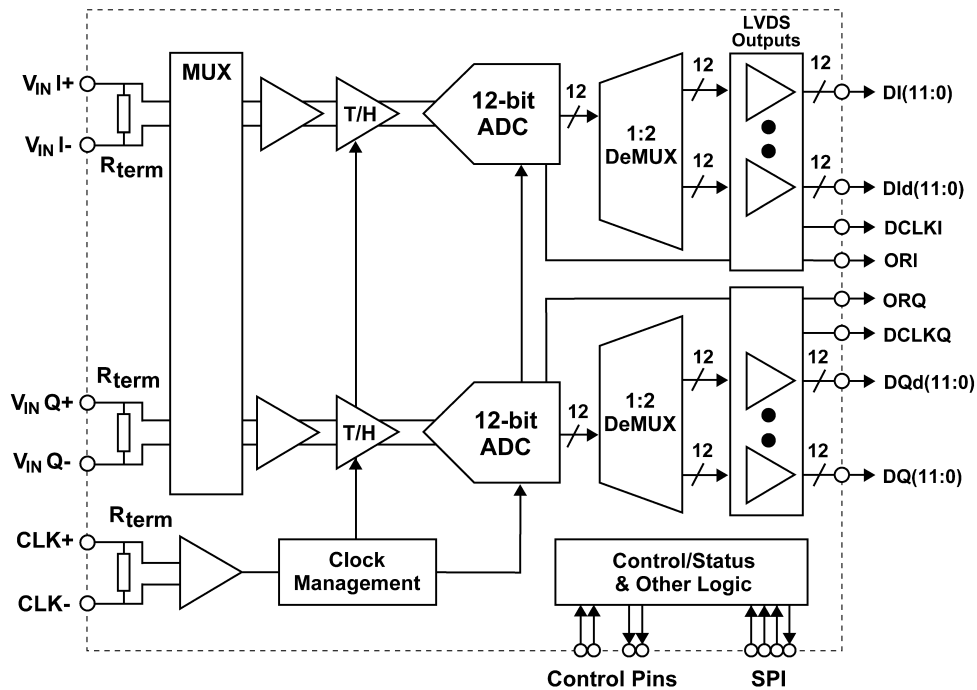 LVDS
Outputs
V_IN I+
MUX
T/H
12-bit
ADC
12
1:2
DeMUX
12
12
DI(11:0)
V_IN I-
R_term
12
12
DId(11:0)
DCLKI
ORI
ORQ
DCLKQ
R_term
V_IN Q+
T/H
12-bit
ADC
12
1:2
DeMUX
12
12
DQd(11:0)
V_IN Q-
12
12
DQ(11:0)
R_term
CLK+
CLK-
Clock
Management
Control/Status
& Other Logic
Control Pins
SPI